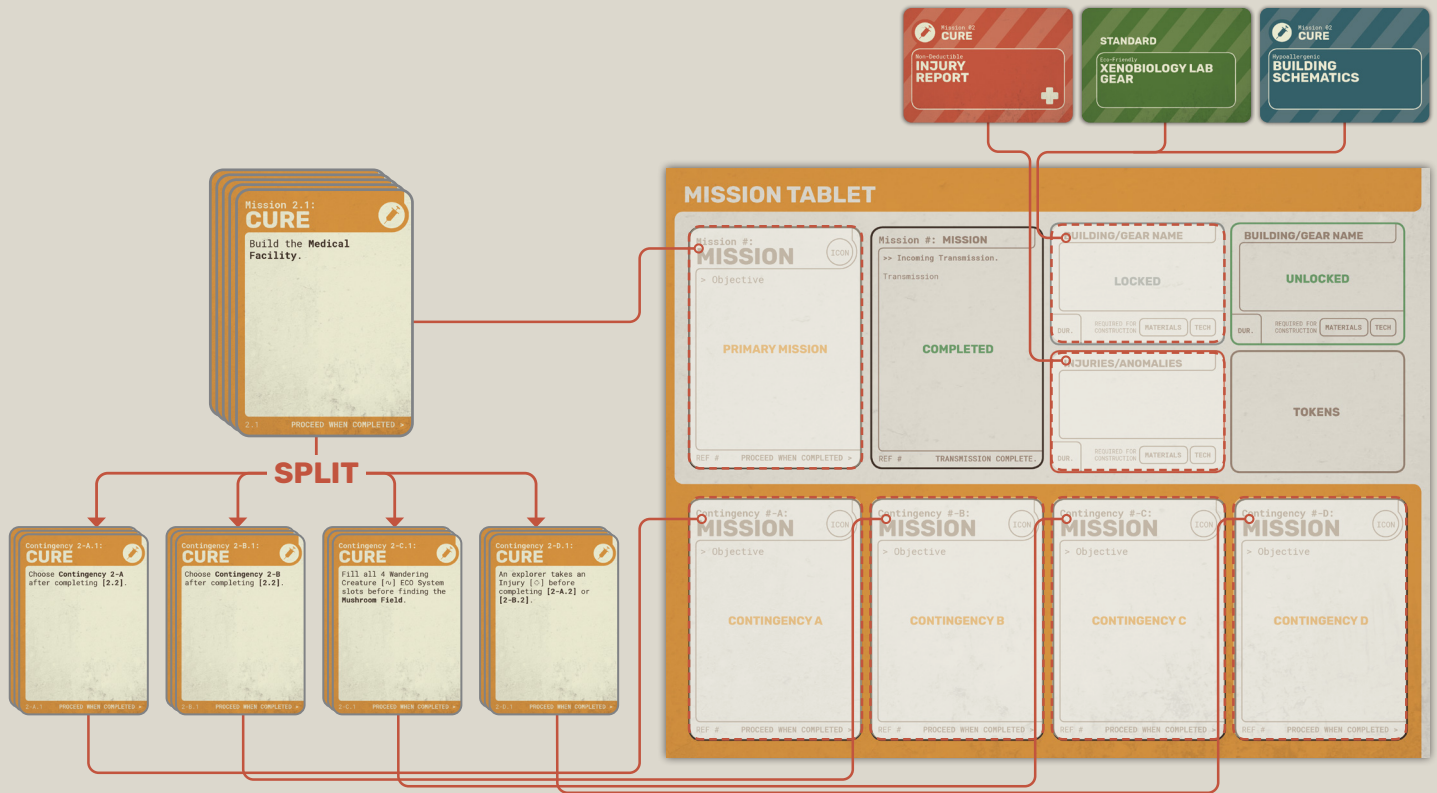 Mission 02
CURE
Non-Deductible
INJURY
REPORT
STANDARD
Eco-Friendly
XENOBIOLOGY LAB
GEAR
Mission 02
CURE
Hypoallergenic
BUILDING
SCHEMATICS
Mission 2.1:
CURE
Build the Medical
Facility.
2.1 PROCEED WHEN COMPLETED >
SPLIT
Contingency 2-A.1:
CURE
Choose Contingency 2-A
after completing [2.2].
2-A.1 PROCEED WHEN COMPLETED >
Contingency 2-B.1:
CURE
Choose Contingency 2-B
after completing [2.2].
2-B.1 PROCEED WHEN COMPLETED >
Contingency 2-C.1:
CURE
Fill all 4 Wandering
Creature [∿] ECO System
slots before finding the
Mushroom Field.
2-C.1 PROCEED WHEN COMPLETED >
Contingency 2-D.1:
CURE
An explorer takes an
Injury [○] before
completing [2-A.2] or
[2-B.2].
2-D.1 PROCEED WHEN COMPLETED >
MISSION TABLET
Mission #:
MISSION
ICON
> Objective
PRIMARY MISSION
REF # PROCEED WHEN COMPLETED >
Mission #: MISSION
>> Incoming Transmission.
Transmission
COMPLETED
REF # TRANSMISSION COMPLETE.
BUILDING/GEAR NAME
LOCKED
DUR.
REQUIRED FOR
CONSTRUCTION
MATERIALS
TECH
BUILDING/GEAR NAME
UNLOCKED
DUR.
REQUIRED FOR
CONSTRUCTION
MATERIALS
TECH
INJURIES/ANOMALIES
DUR.
REQUIRED FOR
CONSTRUCTION
MATERIALS
TECH
TOKENS
Contingency #-A:
MISSION
ICON
> Objective
CONTINGENCY A
REF # PROCEED WHEN COMPLETED >
Contingency #-B:
MISSION
ICON
> Objective
CONTINGENCY B
REF # PROCEED WHEN COMPLETED >
Contingency #-C:
MISSION
ICON
> Objective
CONTINGENCY C
REF # PROCEED WHEN COMPLETED >
Contingency #-D:
MISSION
ICON
> Objective
CONTINGENCY D
REF # PROCEED WHEN COMPLETED >